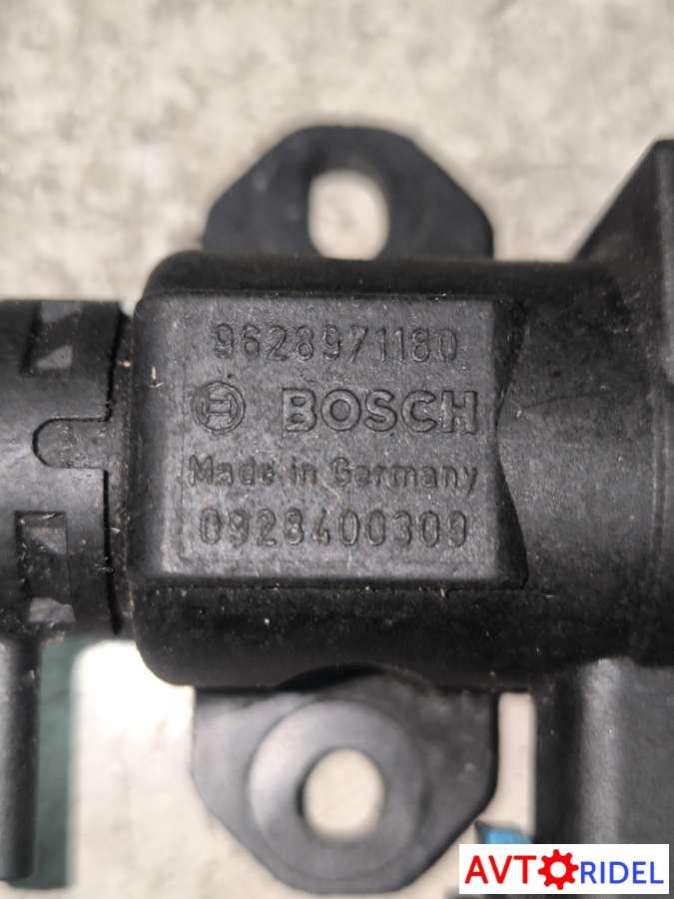 9628971180
BOSCH
Made in Germany
0928400309
AVTORIDEL